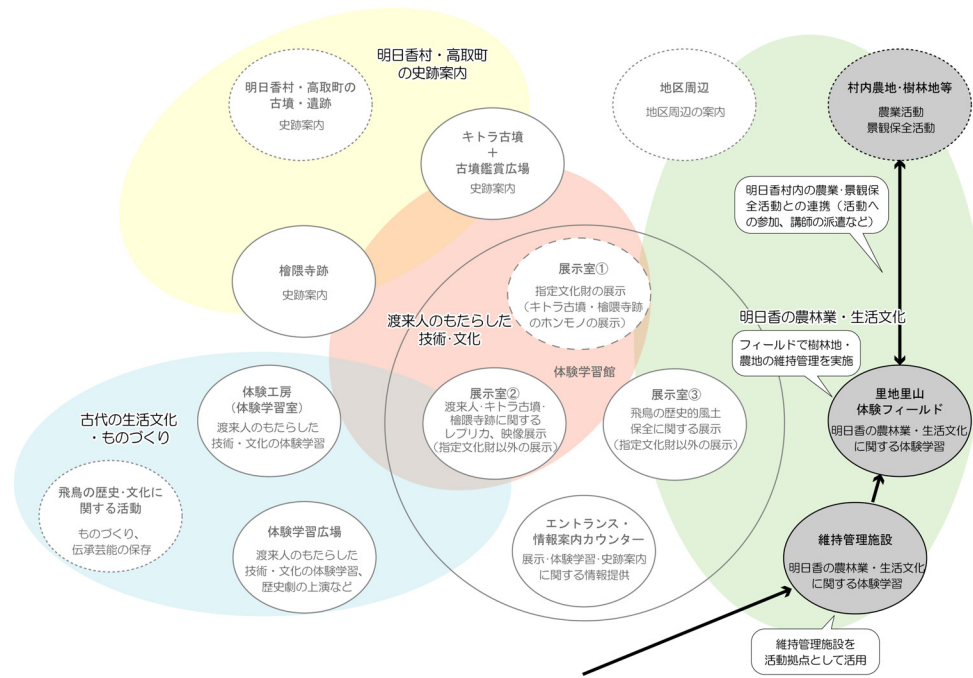 明日香村・高取町
の史跡案内
明日香村・高取町の
古墳・遺跡
史跡案内
キトラ古墳
＋
古墳鑑賞広場
史跡案内
檜隈寺跡
史跡案内
地区周辺
地区周辺の案内
村内農地・樹林地等
農業活動
景観保全活動
明日香村内の農業・景観保
全活動との連携（活動へ
の参加、講師の派遣など）
展示室①
指定文化財の展示
（キトラ古墳・檜隈寺跡
のホンモノの展示）
渡来人のもたらした
技術・文化
体験学習館
明日香の農林業・生活文化
フィールドで樹林地・
農地の維持管理を実施
古代の生活文化
・ものづくり
体験工房
（体験学習室）
渡来人のもたらした
技術・文化の体験学習
展示室②
渡来人・キトラ古墳・
檜隈寺跡に関する
レプリカ、映像展示
（指定文化財以外の展示）
展示室③
飛鳥の歴史的風土
保全に関する展示
（指定文化財以外の展示）
里地里山
体験フィールド
明日香の農林業・生活文化
に関する体験学習
飛鳥の歴史・文化に
関する活動
ものづくり、
伝承芸能の保存
体験学習広場
渡来人のもたらした
技術・文化の体験学習、
歴史劇の上演など
エントランス・
情報案内カウンター
展示・体験学習・史跡案内
に関する情報提供
維持管理施設
明日香の農林業・生活文化
に関する体験学習
維持管理施設を
活動拠点として活用